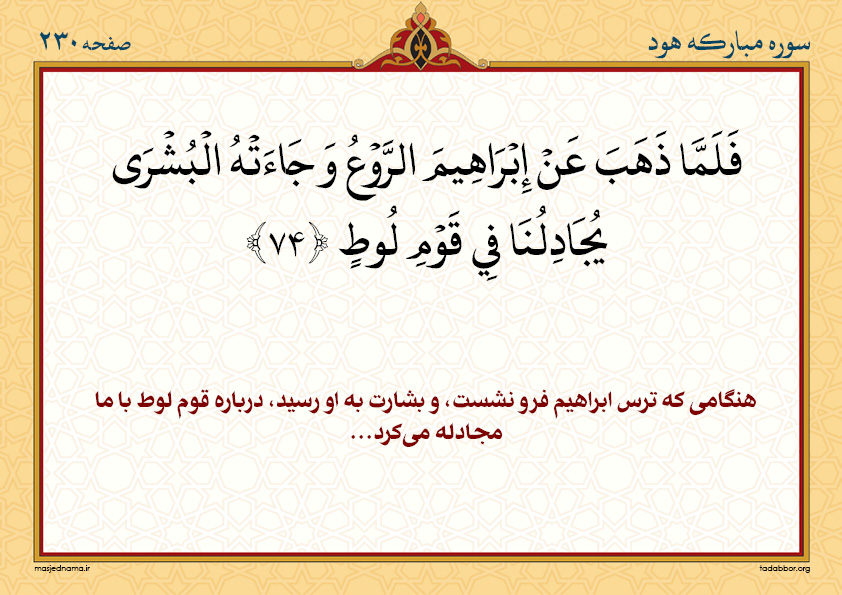 سوره مبارکه هود
صفحه ۲۳۰
فَلَمَّا ذَهَبَ عَنْ إِبْرَاهِيمَ الرَّوْعُ وَ جَاءَتْهُ الْبُشْرَى
يُجَادِلُنَا فِي قَوْمِ لُوطٍ ﴿۷۴﴾
هنگامی که ترس ابراهیم فرو نشست، و بشارت به او رسید، درباره قوم لوط با ما
مجادله می‌کرد...
masjednama.ir
tadabbor.org